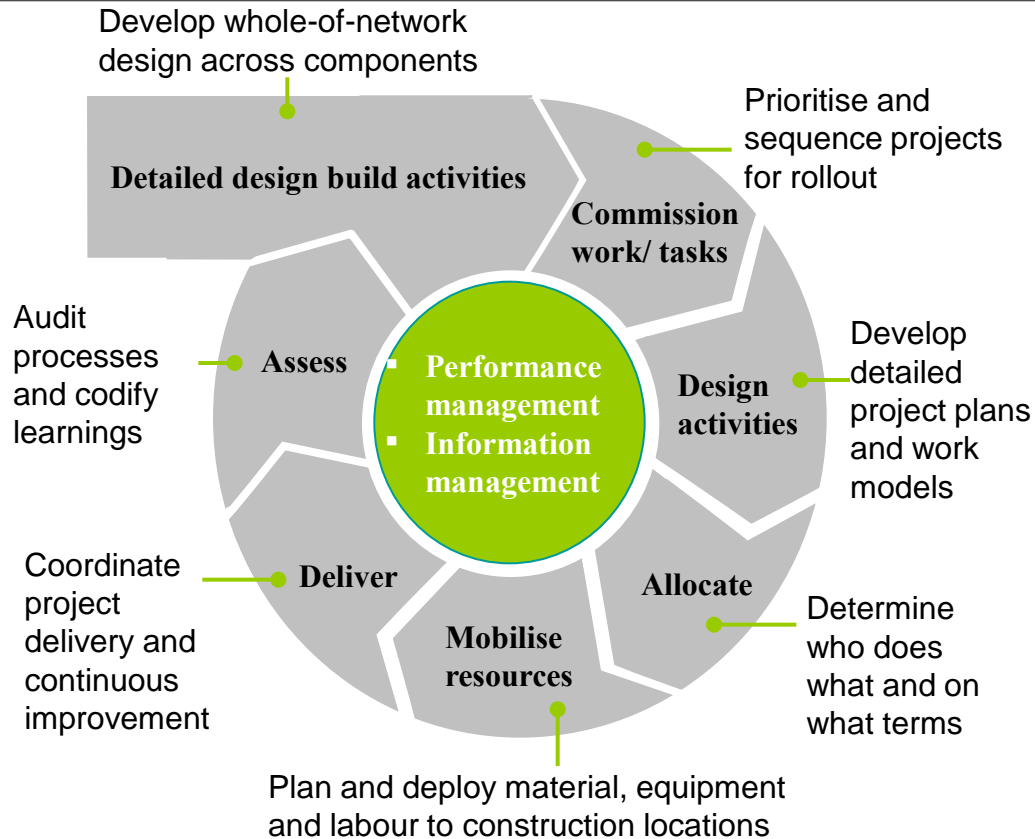 Develop whole-of-network
design across components
Detailed design build activities
Prioritise and
sequence projects
for rollout
Commission
work/ tasks
Develop
detailed
project plans
and work
models
Design
activities
Determine
who does
what and on
what terms
Allocate
Mobilise
resources
Plan and deploy material, equipment
and labour to construction locations
Deliver
Coordinate
project
delivery and
continuous
improvement
Assess
Audit
processes
and codify
learnings
▪ Performance
management
▪ Information
management